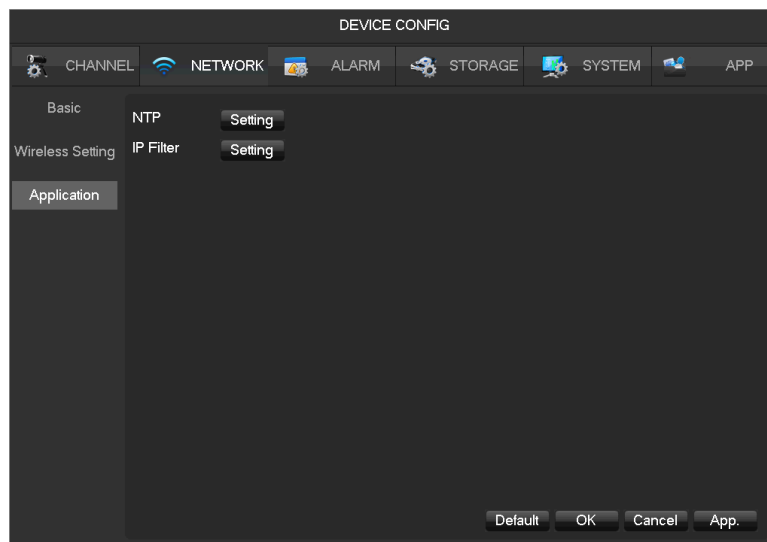 DEVICE CONFIG
CHANNEL NETWORK ALARM STORAGE SYSTEM APP
Basic
Wireless Setting
Application
NTP Setting
IP Filter Setting
Default OK Cancel App.